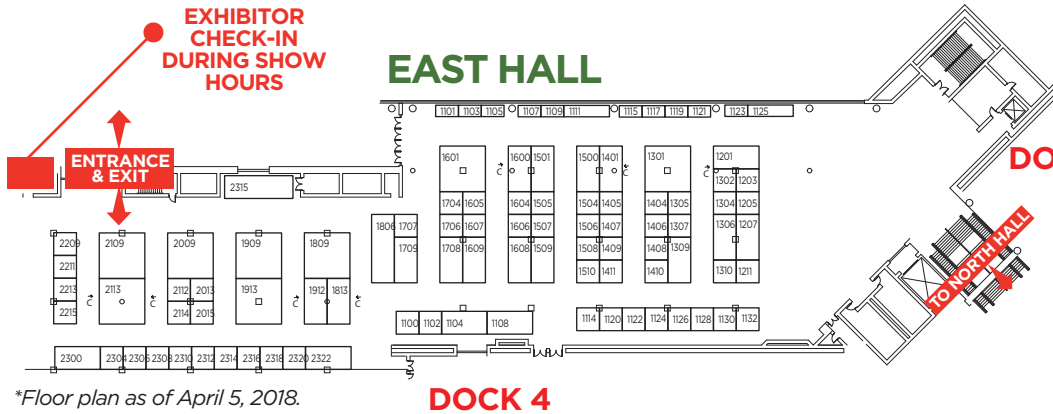 EXHIBITOR
CHECK-IN
DURING SHOW
HOURS
EAST HALL
1101 1103 1105 1107 1109 1111 1115 1117 1119 1121 1123 1125
ENTRANCE
& EXIT
DO
2315
1601 1600 1501 1500 1401 1301 1201
1302 1203
1704 1605 1504 1505 1504 1405 1404 1305 1304 1205
1806 1707 1706 1607 1606 1507 1506 1407 1406 1307 1306 1207
1709 1708 1609 1608 1509 1508 1409 1408 1309
1510 1411 1410 1310 1211
TO NORTH HALL
2209 2109 2009 1909 1809
2211
2213 2113 2112 2013 1913 1912 1813
2215 2114 2015
1100 1102 1104 1108 1114 1120 1122 1124 1126 1128 1130 1132
2300 2304 2306 2308 2310 2312 2314 2316 2318 2320 2322
*Floor plan as of April 5, 2018.
DOCK 4